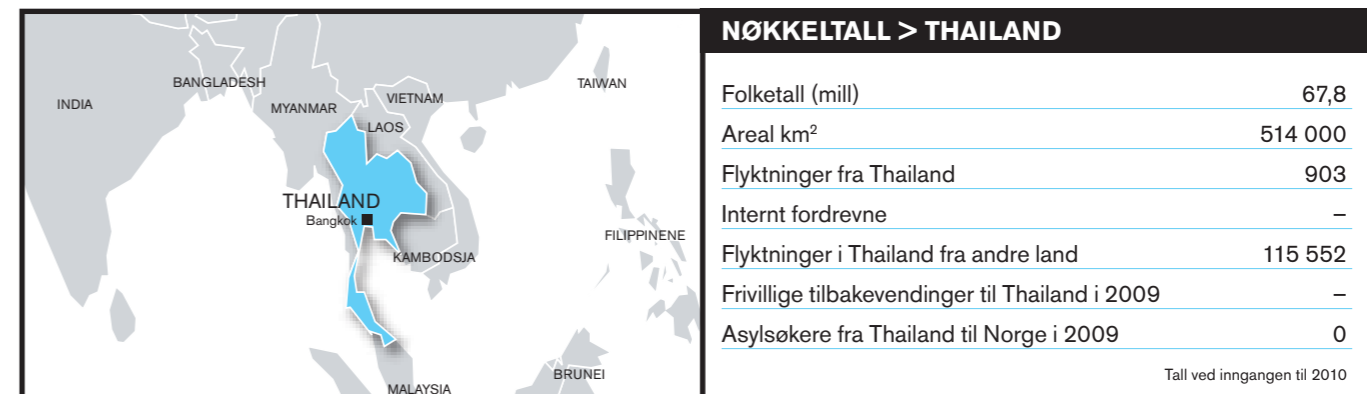 INDIA
BANGLADESH
MYANMAR
VIETNAM
LAOS
TAIWAN
THAILAND
Bangkok
KAMBODSJA
FILIPPINENE
MALAYSIA
BRUNEI
NØKKELTALL > THAILAND
Folketall (mill) 67,8
Areal km² 514 000
Flyktninger fra Thailand 903
Internt fordrevne –
Flyktninger i Thailand fra andre land 115 552
Frivillige tilbakevendinger til Thailand i 2009 –
Asylsøkere fra Thailand til Norge i 2009 0
Tall ved inngangen til 2010